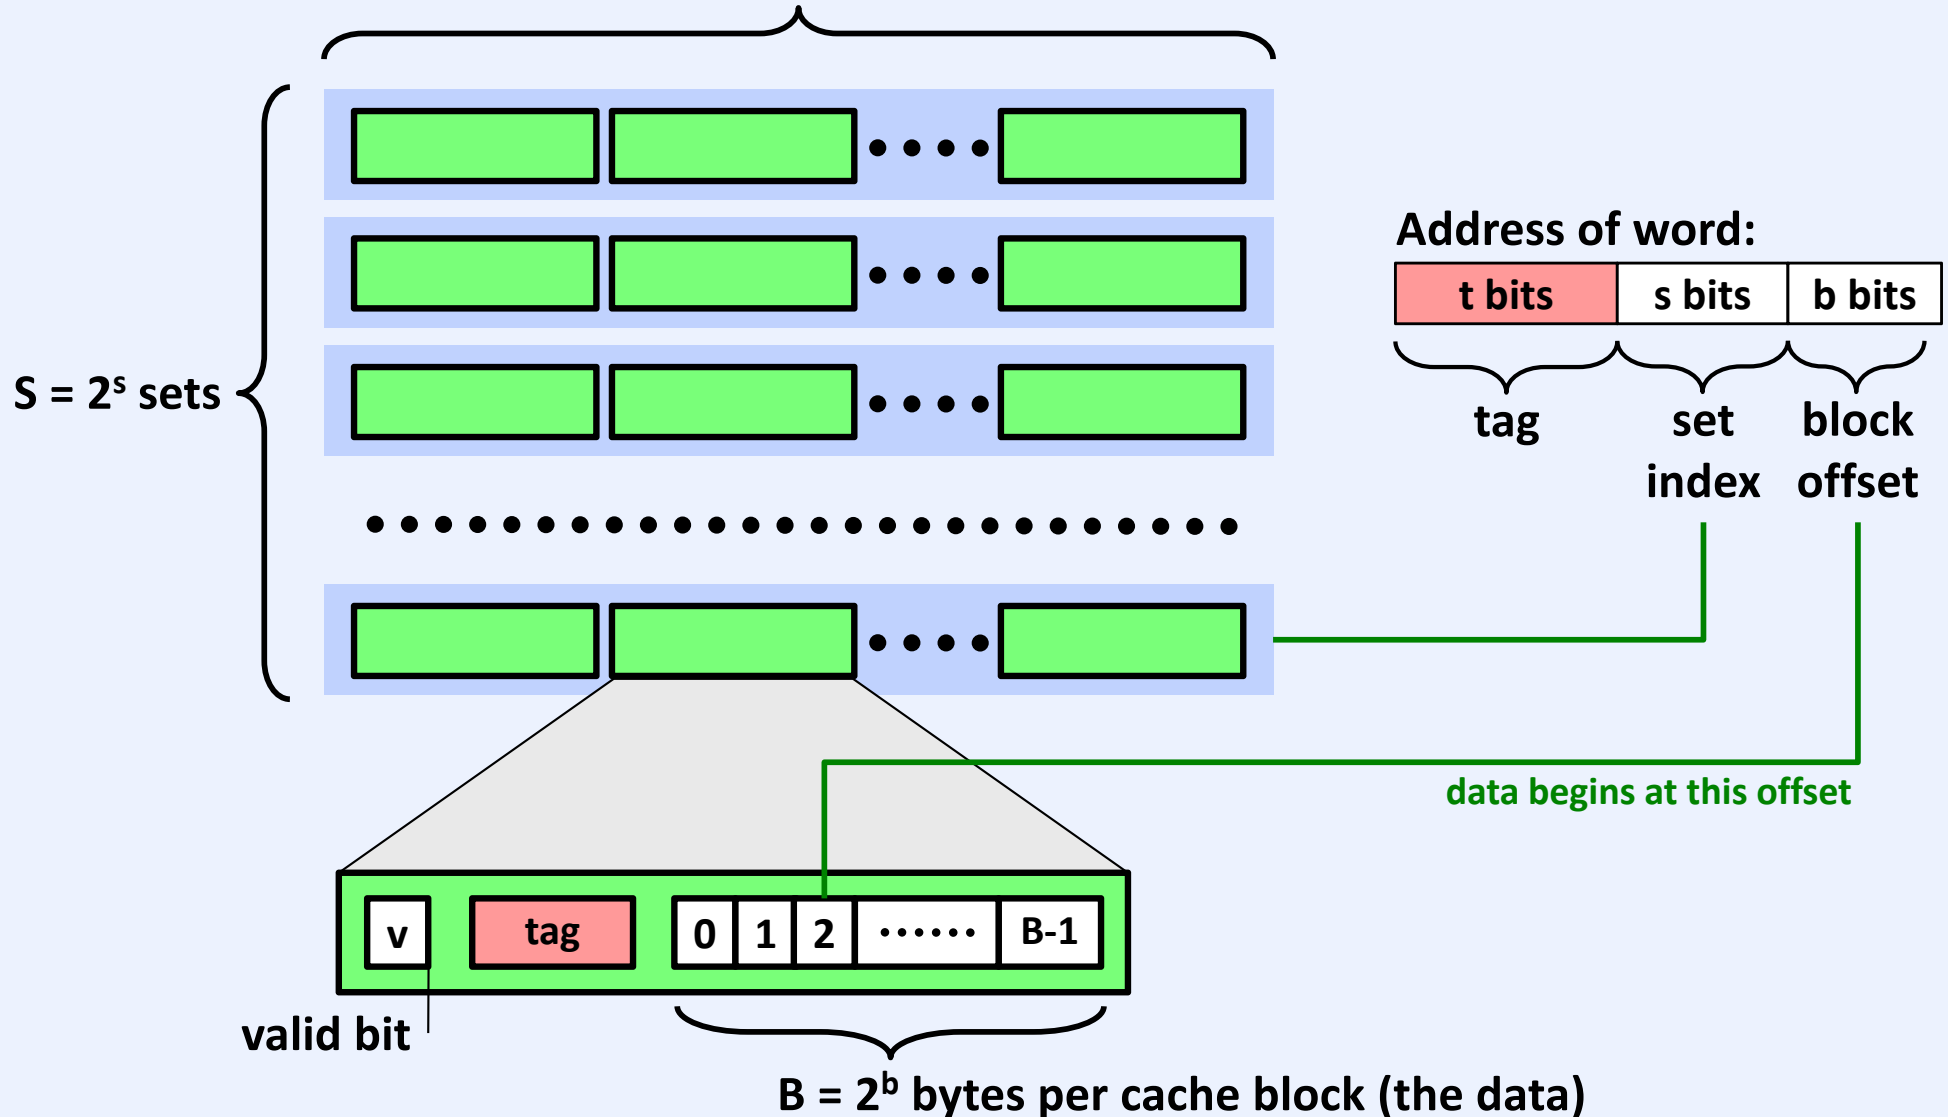 Address of word:
t bits s bits b bits
S = 2ˢ sets
tag set block
index offset
data begins at this offset
v tag 0 1 2 •••••• B-1
valid bit
B = 2ᵇ bytes per cache block (the data)